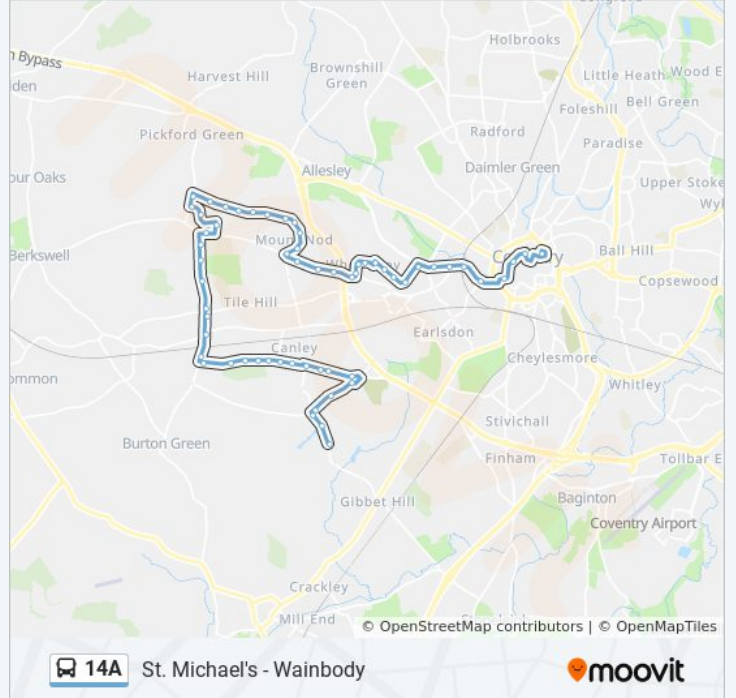 Holbrooks
n Bypass
Brownshill
Green
Harvest Hill
Little Heath
Wood E
den
Bell Green
Foleshill
Pickford Green
Radford
Paradise
Allesley
Daimler Green
our Oaks
Upper Stoke
Wyl
Mount Nod
Berkswell
Ball Hill
Copsewood
Tile Hill
Earlsdon
Canley
Cheylesmore
ommon
Whitley
Stivichall
Burton Green
Finham
Tollbar E
Baginton
Gibbet Hill
Coventry Airport
Crackley
Mill End
© OpenStreetMap contributors | © OpenMapTiles
14A St. Michael's - Wainbody
moovit